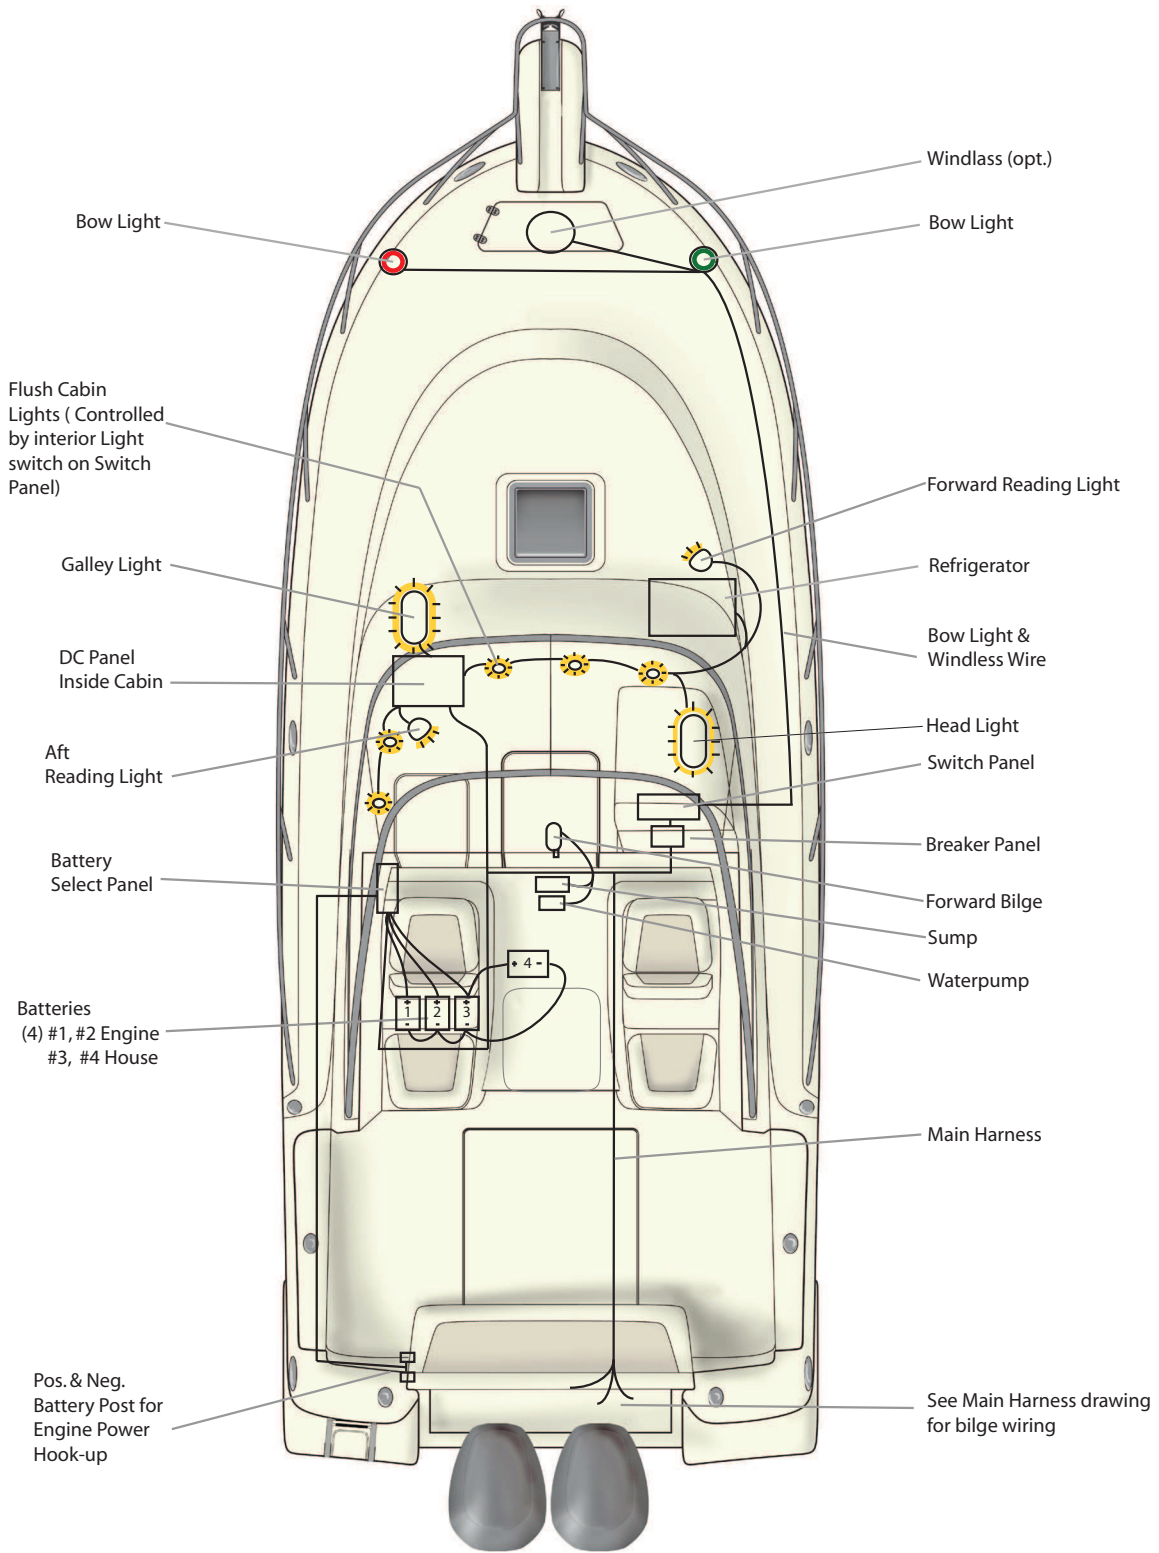 Windlass (opt.)
Bow Light
Bow Light
Flush Cabin
Lights ( Controlled
by interior Light
switch on Switch
Panel)
Forward Reading Light
Galley Light
Refrigerator
Bow Light &
Windless Wire
DC Panel
Inside Cabin
Head Light
Aft
Reading Light
Switch Panel
Breaker Panel
Battery
Select Panel
Forward Bilge
Sump
Waterpump
+ 4 -
+ + +
1 2 3
- - -
Batteries
(4) #1, #2 Engine
#3, #4 House
Main Harness
Pos. & Neg.
Battery Post for
Engine Power
Hook-up
See Main Harness drawing
for bilge wiring